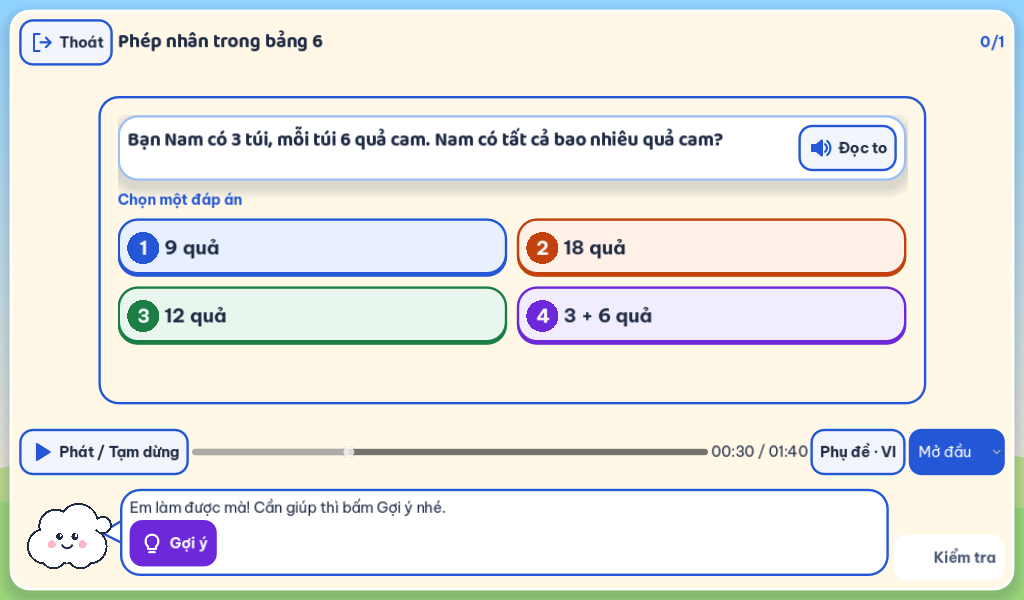 Thoát
Phép nhân trong bảng 6
0/1
Bạn Nam có 3 túi, mỗi túi 6 quả cam. Nam có tất cả bao nhiêu quả cam?
Đọc to
Chọn một đáp án
1 9 quả
2 18 quả
3 12 quả
4 3 + 6 quả
Phát / Tạm dừng
00:30 / 01:40
Phụ đề · VI
Mở đầu
Em làm được mà! Cần giúp thì bấm Gợi ý nhé.
Gợi ý
Kiểm tra